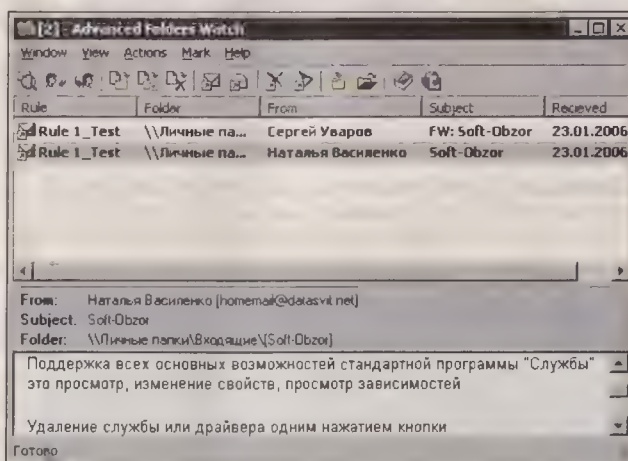 [2] - Advanced Folders Watch
Window View Actions Mark Help
Rule Folder From Subject Recieved
Rule 1_Test \\Личные па... Сергей Уваров FW: Soft-Obzor 23.01.2006
Rule 1_Test \\Личные па... Наталья Василенко Soft-Obzor 23.01.2006
From: Наталья Василенко [homemail@datasvit.net]
Subject: Soft-Obzor
Folder: \\Личные папки\Входящие\[Soft-Obzor]
Поддержка всех основных возможностей стандартной программы "Службы"
это просмотр, изменение свойств, просмотр зависимостей
Удаление службы или драйвера одним нажатием кнопки
Готово